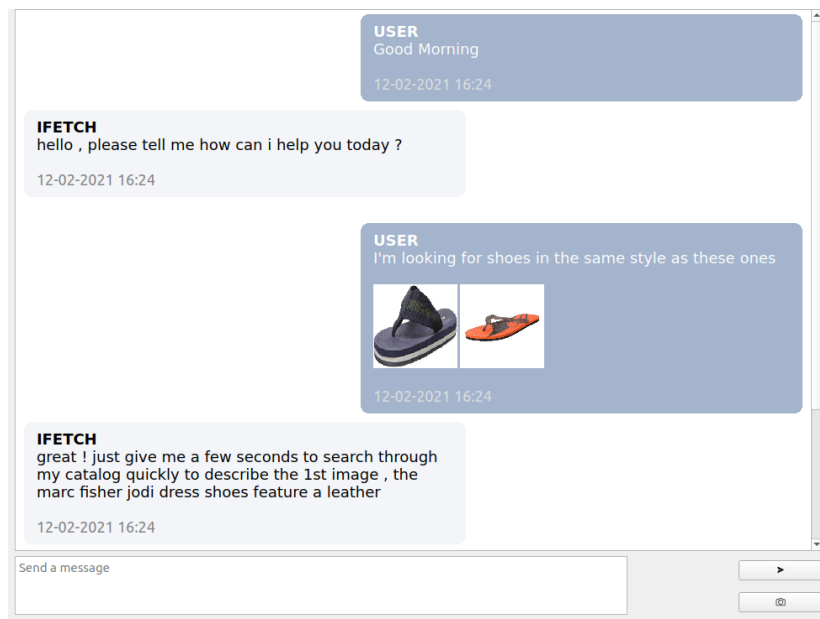 USER
Good Morning
12-02-2021 16:24
IFETCH
hello , please tell me how can i help you today ?
12-02-2021 16:24
USER
I'm looking for shoes in the same style as these ones
12-02-2021 16:24
IFETCH
great ! just give me a few seconds to search through
my catalog quickly to describe the 1st image , the
marc fisher jodi dress shoes feature a leather
12-02-2021 16:24
Send a message